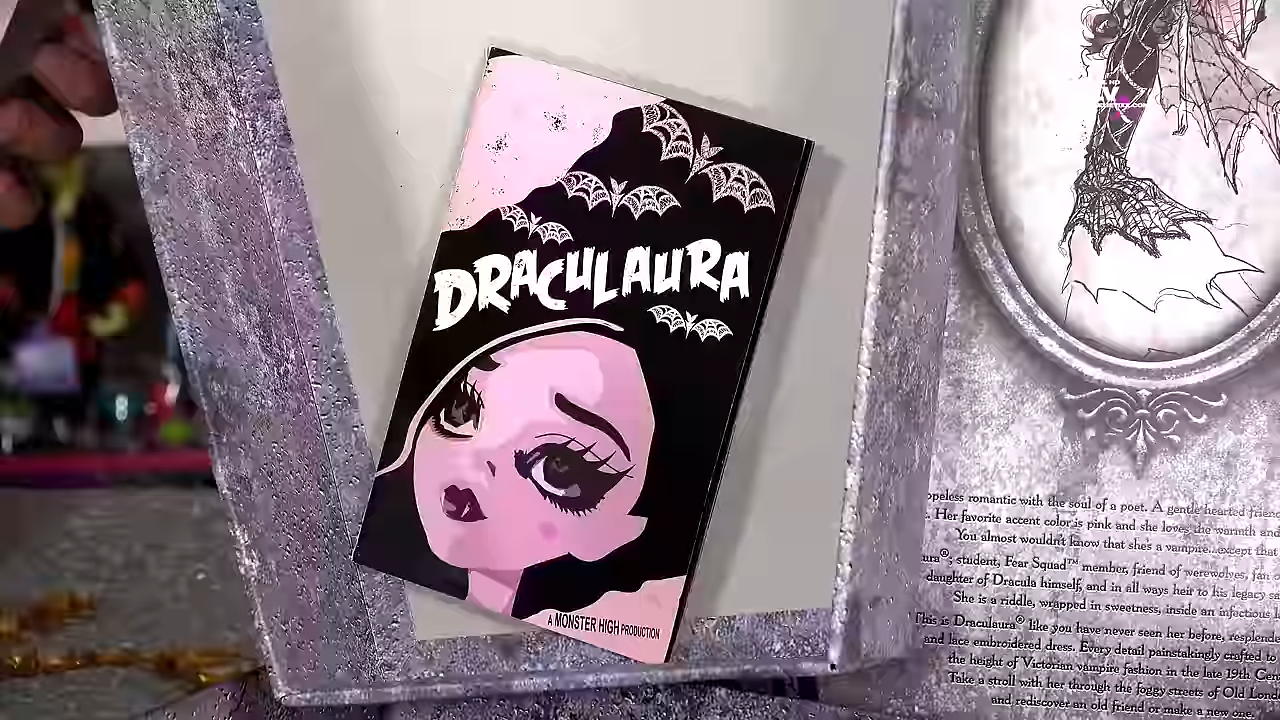 DRACULAURA
A MONSTER HIGH PRODUCTION
opeless romantic with the soul of a poet. A gentle hearted frien
. Her favorite accent color is pink and she loves the warmth and
You almost wouldn't know that shes a vampire...except that
ura®, student, Fear Squad™ member, friend of werewolves, fan o
daughter of Dracula himself, and in all ways heir to his legacy sa
She is a riddle, wrapped in sweetness, inside an infectious l
This is Draculaura® like you have never seen her before, resplend
and lace embroidered dress. Every detail painstakingly crafted to
the height of Victorian vampire fashion in the late 19th Cen
Take a stroll with her through the foggy streets of Old Lond
and rediscover an old friend or make a new one.